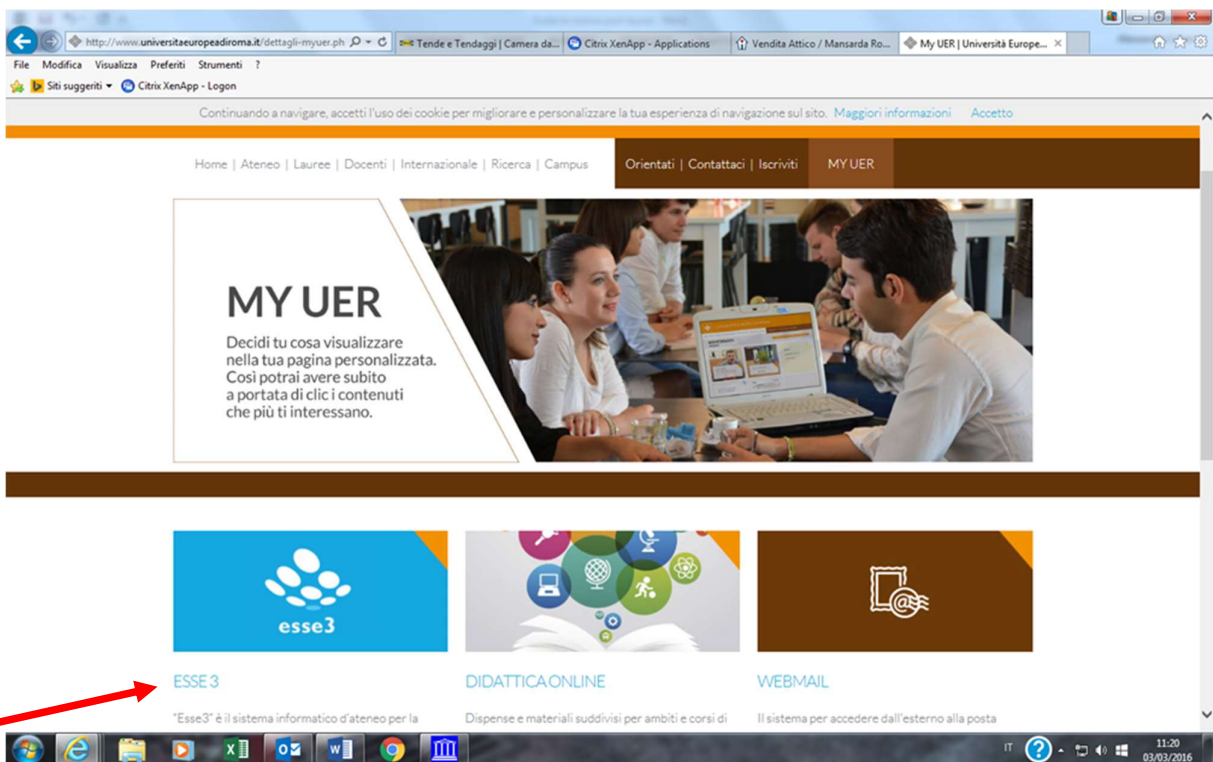 http://www.universitaeuropeadiroma.it/dettagli-myuer.ph
Tende e Tendaggi | Camera da...
Citrix XenApp - Applications
Vendita Attico / Mansarda Ro...
My UER | Università Europe...
File Modifica Visualizza Preferiti Strumenti ?
Siti suggeriti
Citrix XenApp - Logon
Continuando a navigare, accetti l'uso dei cookie per migliorare e personalizzare la tua esperienza di navigazione sul sito. Maggiori informazioni Accetto
Home | Ateneo | Lauree | Docenti | Internazionale | Ricerca | Campus Orientati | Contattaci | Iscriviti MY UER
MY UER
Decidi tu cosa visualizzare
nella tua pagina personalizzata.
Così potrai avere subito
a portata di clic i contenuti
che più ti interessano.
esse3
ESSE 3
DIDATTICA ONLINE
WEBMAIL
"Esse3" è il sistema informatico d'ateneo per la
Dispense e materiali suddivisi per ambiti e corsi di
Il sistema per accedere dall'esterno alla posta
IT
11:20
03/03/2016